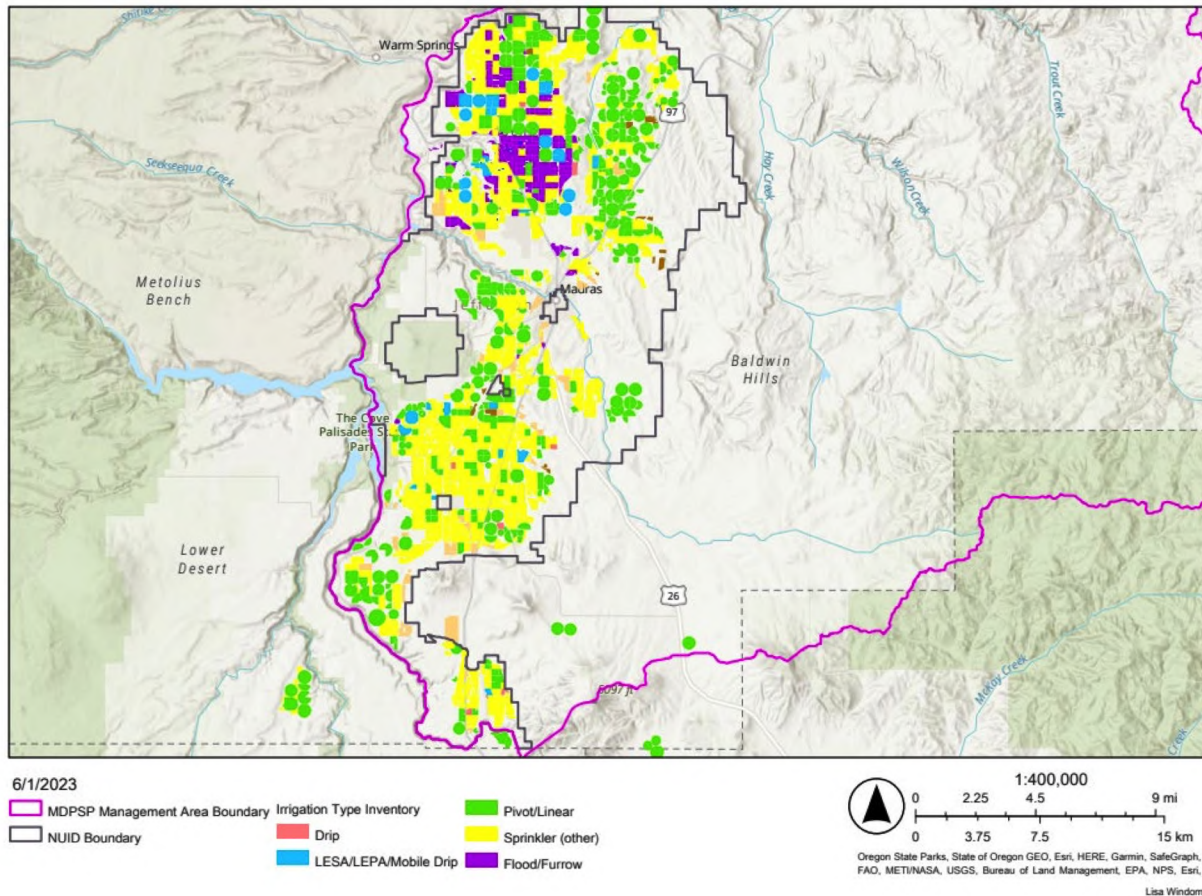 Shitike Creek
Warm Springs
97
Trout Creek
Seekseequa Creek
Hay Creek
Wilson Creek
Metolius
Bench
Madras
Baldwin
Hills
The Cove
Palisades St...
Park
Lower
Desert
26
McKay Creek
Creek
6/1/2023
MDPSP Management Area Boundary
NUID Boundary
Irrigation Type Inventory
Drip
LESA/LEPA/Mobile Drip
Pivot/Linear
Sprinkler (other)
Flood/Furrow
1:400,000
0 2.25 4.5 9 mi
0 3.75 7.5 15 km
Oregon State Parks, State of Oregon GEO, Esri, HERE, Garmin, SafeGraph,
FAO, METI/NASA, USGS, Bureau of Land Management, EPA, NPS, Esri
Lisa Windom